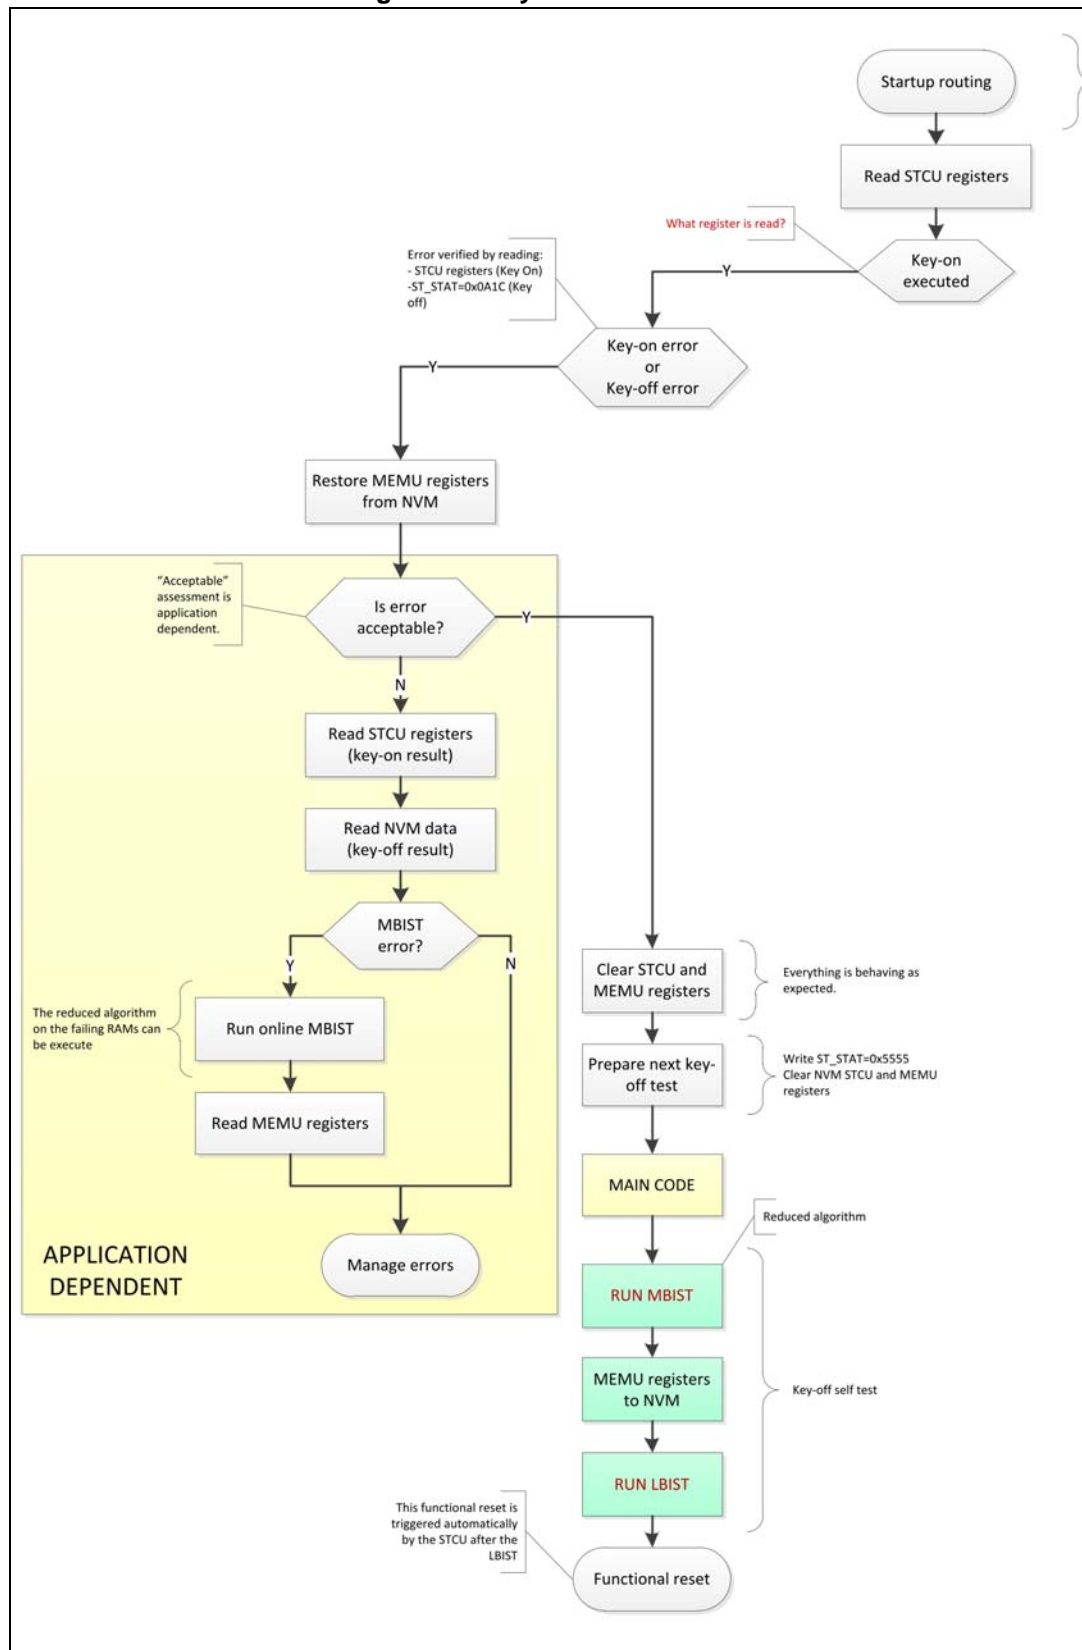 Startup routing
Read STCU registers
What register is read?
Key-on
executed
Y
Error verified by reading:
- STCU registers (Key On)
-ST_STAT=0x0A1C (Key
off)
Key-on error
or
Key-off error
Y
Restore MEMU registers
from NVM
"Acceptable"
assessment is
application
dependent.
Is error
acceptable?
Y
N
Read STCU registers
(key-on result)
Read NVM data
(key-off result)
MBIST
error?
Y
N
The reduced algorithm
on the failing RAMs can
be execute
Run online MBIST
Read MEMU registers
Manage errors
APPLICATION
DEPENDENT
Clear STCU and
MEMU registers
Everything is behaving as
expected.
Prepare next key-
off test
Write ST_STAT=0x5555
Clear NVM STCU and MEMU
registers
MAIN CODE
Reduced algorithm
RUN MBIST
MEMU registers
to NVM
Key-off self test
RUN LBIST
This functional reset is
triggered automatically
by the STCU after the
LBIST
Functional reset